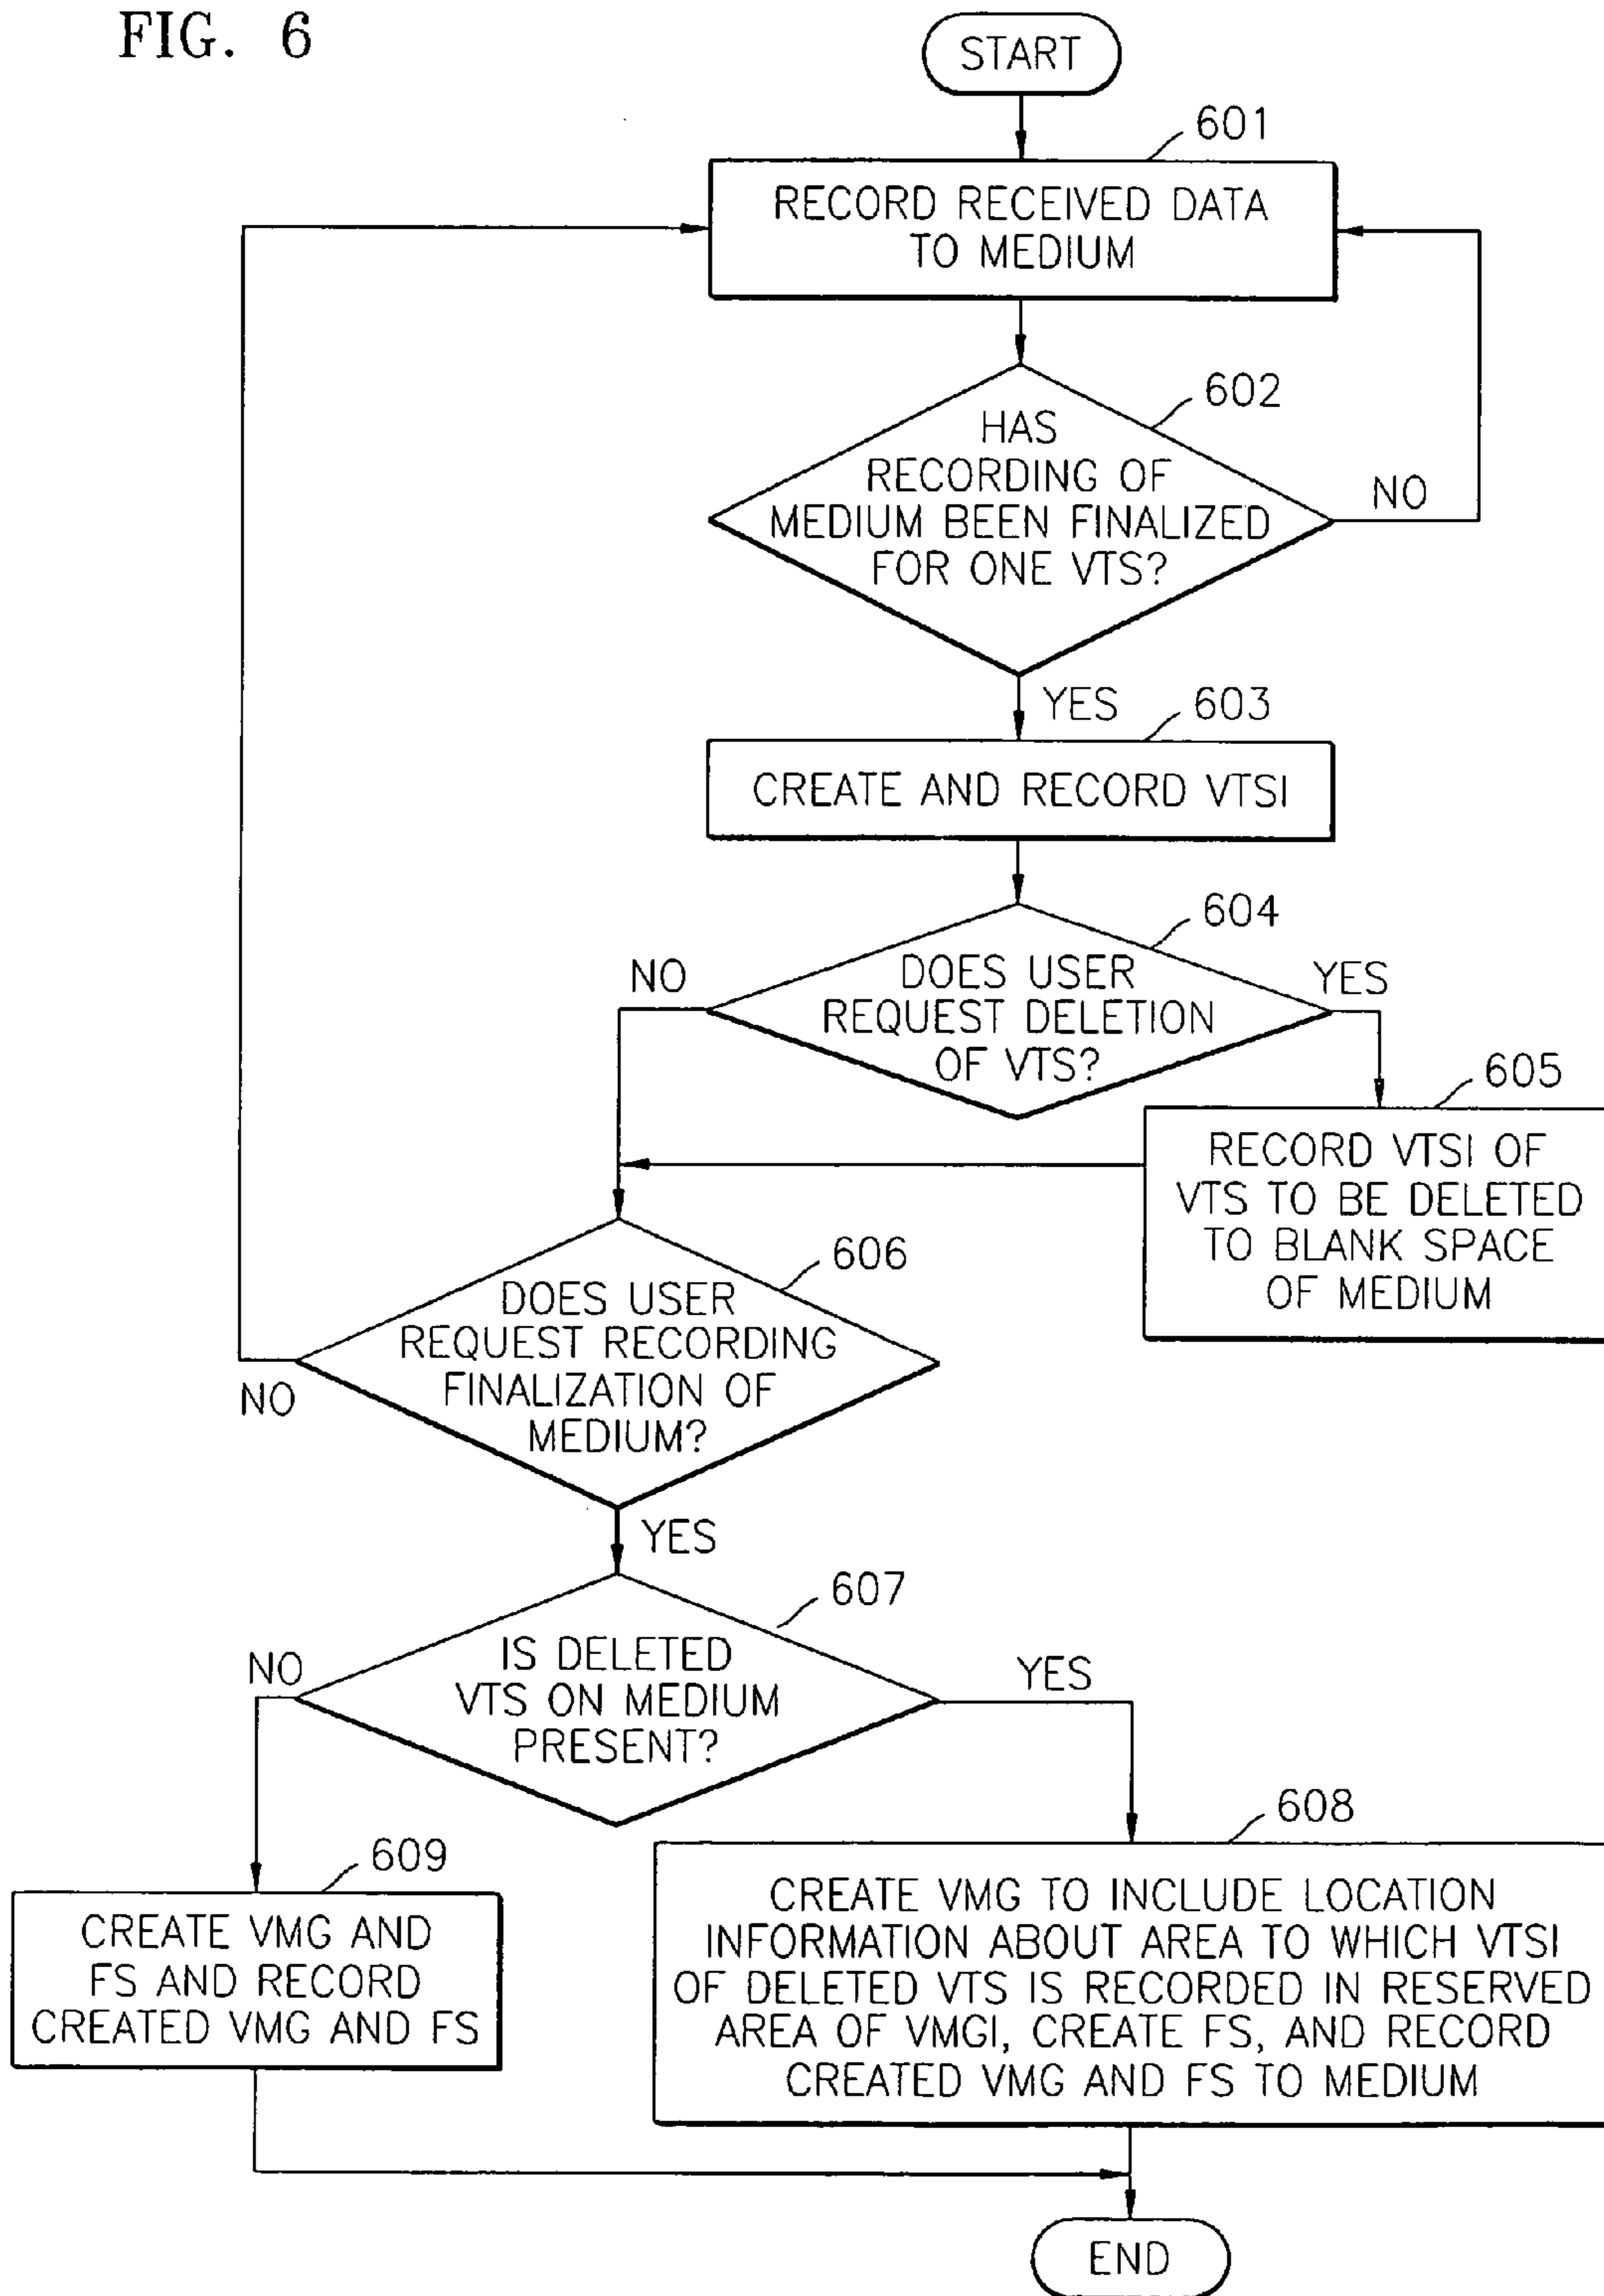 FIG. 6
START
601
RECORD RECEIVED DATA
TO MEDIUM
602
HAS
RECORDING OF
MEDIUM BEEN FINALIZED
FOR ONE VTS?
NO
YES
603
CREATE AND RECORD VTSI
604
DOES USER
REQUEST DELETION
OF VTS?
NO
YES
605
RECORD VTSI OF
VTS TO BE DELETED
TO BLANK SPACE
OF MEDIUM
606
DOES USER
REQUEST RECORDING
FINALIZATION OF
MEDIUM?
NO
YES
607
IS DELETED
VTS ON MEDIUM
PRESENT?
NO
YES
608
CREATE VMG TO INCLUDE LOCATION
INFORMATION ABOUT AREA TO WHICH VTSI
OF DELETED VTS IS RECORDED IN RESERVED
AREA OF VMGI, CREATE FS, AND RECORD
CREATED VMG AND FS TO MEDIUM
609
CREATE VMG AND
FS AND RECORD
CREATED VMG AND FS
END